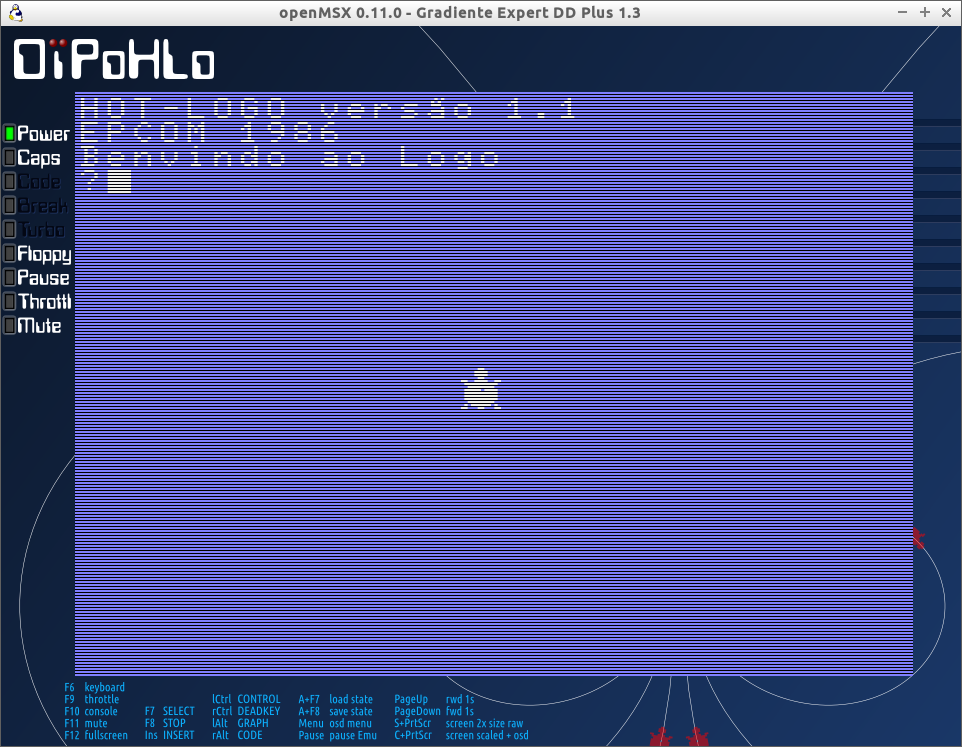 openMSX 0.11.0 - Gradiente Expert DD Plus 1.3
DïPoHLo
HOT-LOGO versão 1.1
EPCOM 1986
Benvindo ao Logo
?
Power
Caps
Code
Break
Turbo
Floppy
Pause
Throttl
Mute
F6 keyboard
F9 throttle lCtrl CONTROL A+F7 load state PageUp rwd 1s
F10 console F7 SELECT rCtrl DEADKEY A+F8 save state PageDown fwd 1s
F11 mute F8 STOP lAlt GRAPH Menu osd menu S+PrtScr screen 2x size raw
F12 fullscreen Ins INSERT rAlt CODE Pause pause Emu C+PrtScr screen scaled + osd